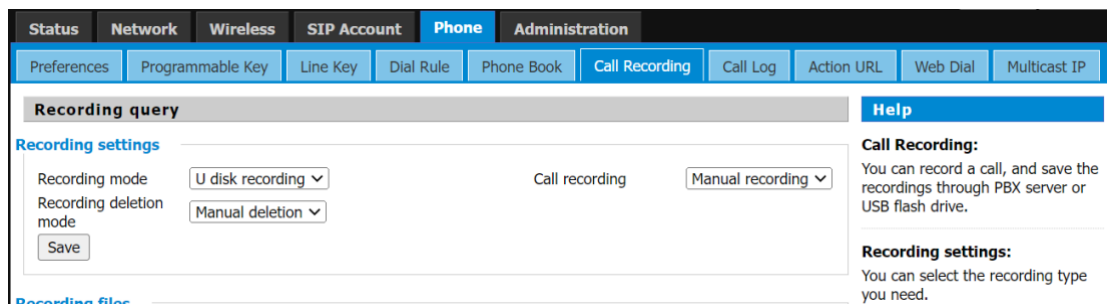 Status Network Wireless SIP Account Phone Administration
Preferences Programmable Key Line Key Dial Rule Phone Book Call Recording Call Log Action URL Web Dial Multicast IP
Recording query
Recording settings
Recording mode U disk recording Call recording Manual recording
Recording deletion
mode Manual deletion
Save
Recording files
Help
Call Recording:
You can record a call, and save the
recordings through PBX server or
USB flash drive.
Recording settings:
You can select the recording type
you need.